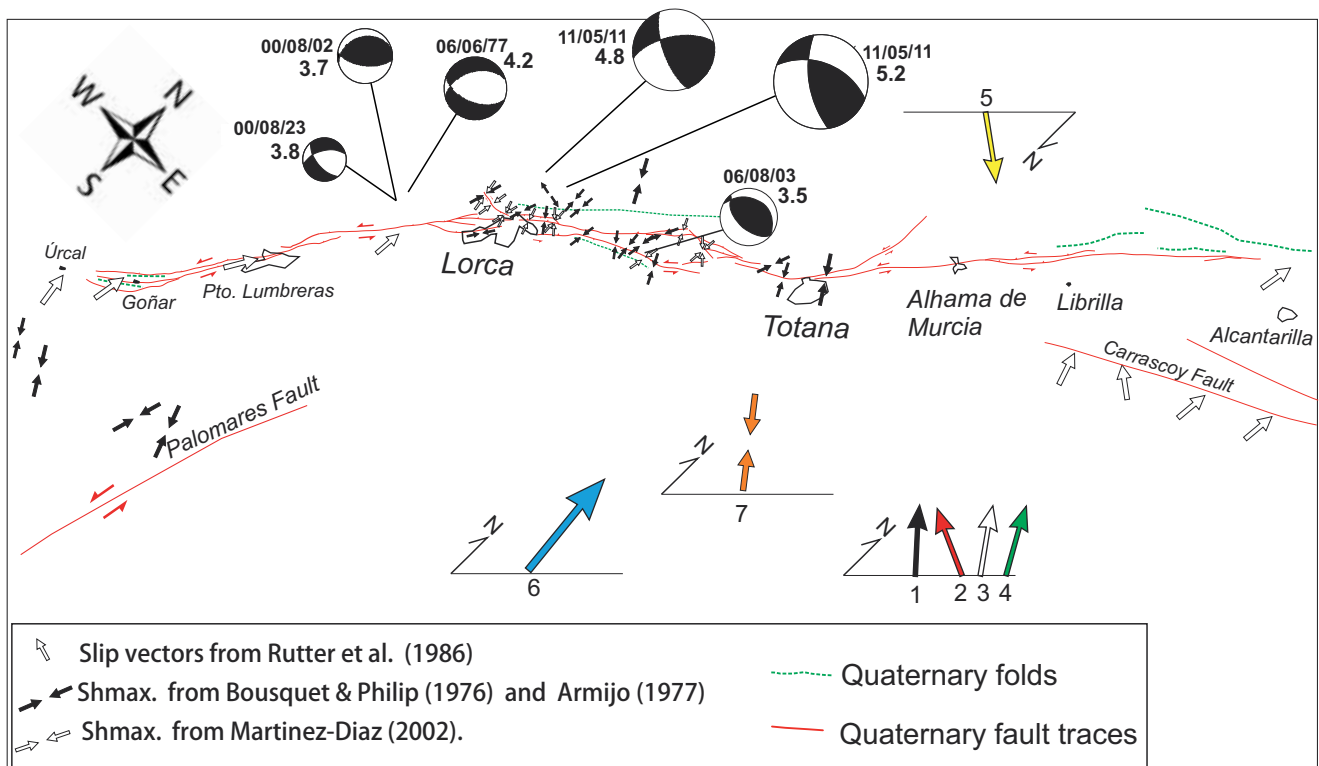 00/08/02
3.7
06/06/77
4.2
11/05/11
4.8
11/05/11
5.2
5
N
W
N
S
E
00/08/23
3.8
06/08/03
3.5
Úrcal
Goñar
Pto. Lumbreras
Lorca
Totana
Alhama de
Murcia
Librilla
Alcantarilla
Carrascoy Fault
Palomares Fault
N
7
N
6
N
1 2 3 4
Slip vectors from Rutter et al. (1986)
Shmax. from Bousquet & Philip (1976) and Armijo (1977)
Shmax. from Martinez-Diaz (2002).
Quaternary folds
Quaternary fault traces